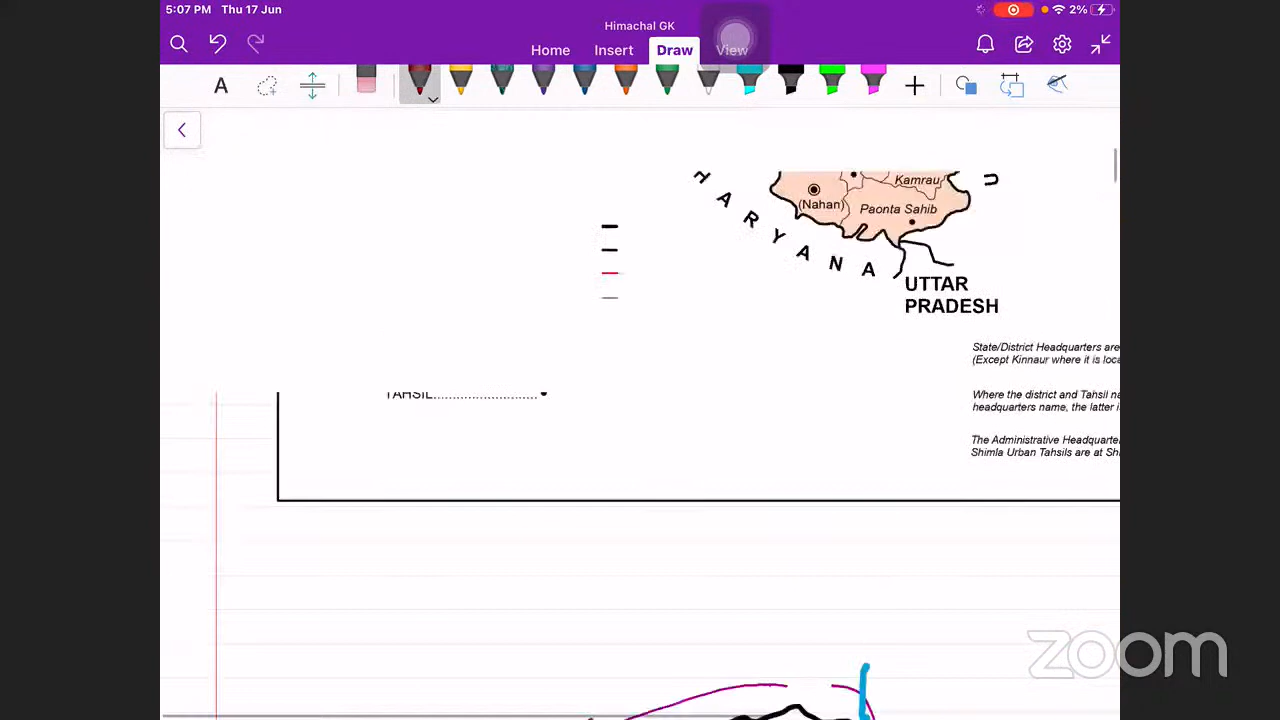 5:07 PM Thu 17 Jun
2%
Himachal GK
Home Insert Draw View
A
Kamrau
(Nahan)
Paonta Sahib
HARYANA
U
UTTAR
PRADESH
State/District Headquarters are
(Except Kinnaur where it is loca
TAHSIL
Where the district and Tahsil na
headquarters name, the latter i
The Administrative Headquarte
Shimla Urban Tahsils are at Sh
zoom